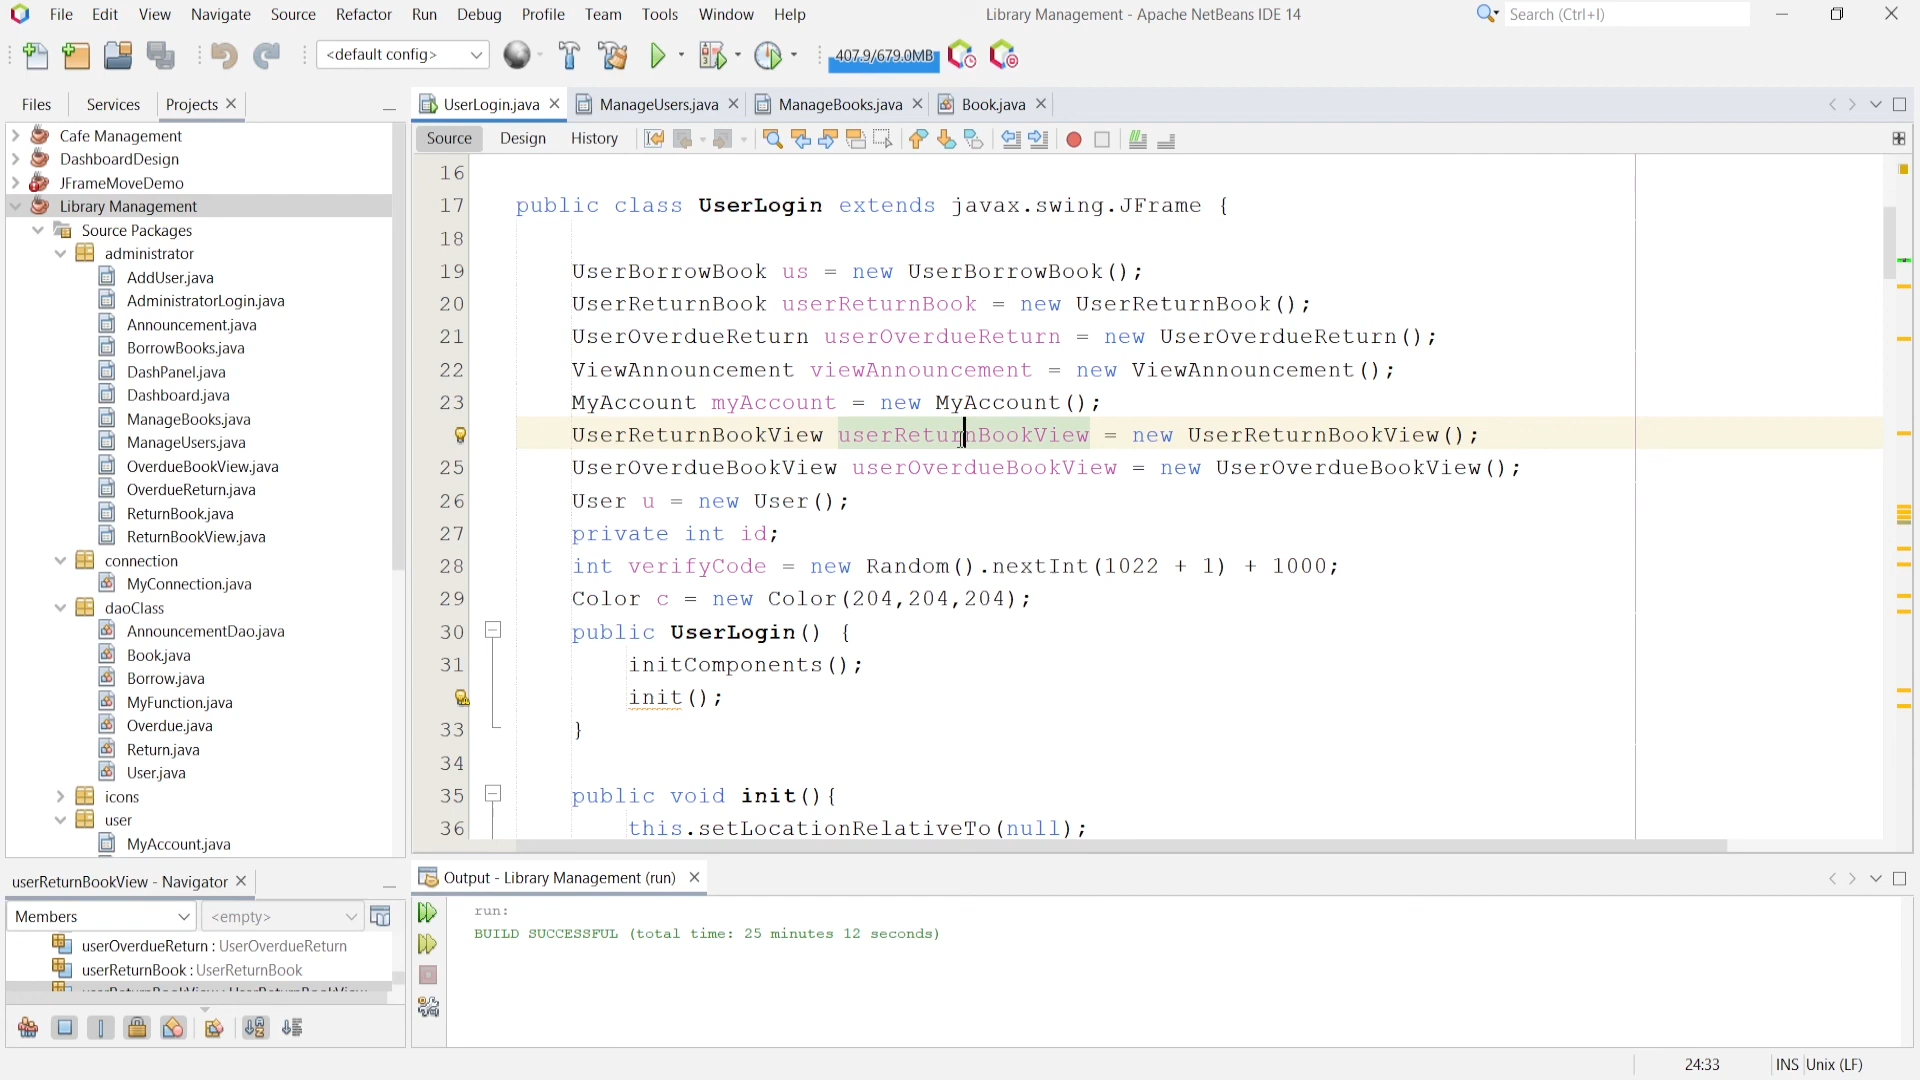 File Edit View Navigate Source Refactor Run Debug Profile Team Tools Window Help
Library Management - Apache NetBeans IDE 14
Search (Ctrl+I)
<default config>
407.9/679.0MB
Files Services Projects
UserLogin.java ManageUsers.java ManageBooks.java Book.java
Source Design History
Cafe Management
DashboardDesign
JFrameMoveDemo
Library Management
Source Packages
administrator
AddUser.java
AdministratorLogin.java
Announcement.java
BorrowBooks.java
DashPanel.java
Dashboard.java
ManageBooks.java
ManageUsers.java
OverdueBookView.java
OverdueReturn.java
ReturnBook.java
ReturnBookView.java
connection
MyConnection.java
daoClass
AnnouncementDao.java
Book.java
Borrow.java
MyFunction.java
Overdue.java
Return.java
User.java
icons
user
MyAccount.java
16
17 public class UserLogin extends javax.swing.JFrame {
18
19 UserBorrowBook us = new UserBorrowBook();
20 UserReturnBook userReturnBook = new UserReturnBook();
21 UserOverdueReturn userOverdueReturn = new UserOverdueReturn();
22 ViewAnnouncement viewAnnouncement = new ViewAnnouncement();
23 MyAccount myAccount = new MyAccount();
UserReturnBookView userReturnBookView = new UserReturnBookView();
25 UserOverdueBookView userOverdueBookView = new UserOverdueBookView();
26 User u = new User();
27 private int id;
28 int verifyCode = new Random().nextInt(1022 + 1) + 1000;
29 Color c = new Color(204,204,204);
30 public UserLogin() {
31 initComponents();
init();
33 }
34
35 public void init(){
36 this.setLocationRelativeTo(null);
userReturnBookView - Navigator
Members <empty>
userOverdueReturn : UserOverdueReturn
userReturnBook : UserReturnBook
userReturnBookView : UserReturnBookView
Output - Library Management (run)
run:
BUILD SUCCESSFUL (total time: 25 minutes 12 seconds)
24:33 INS Unix (LF)